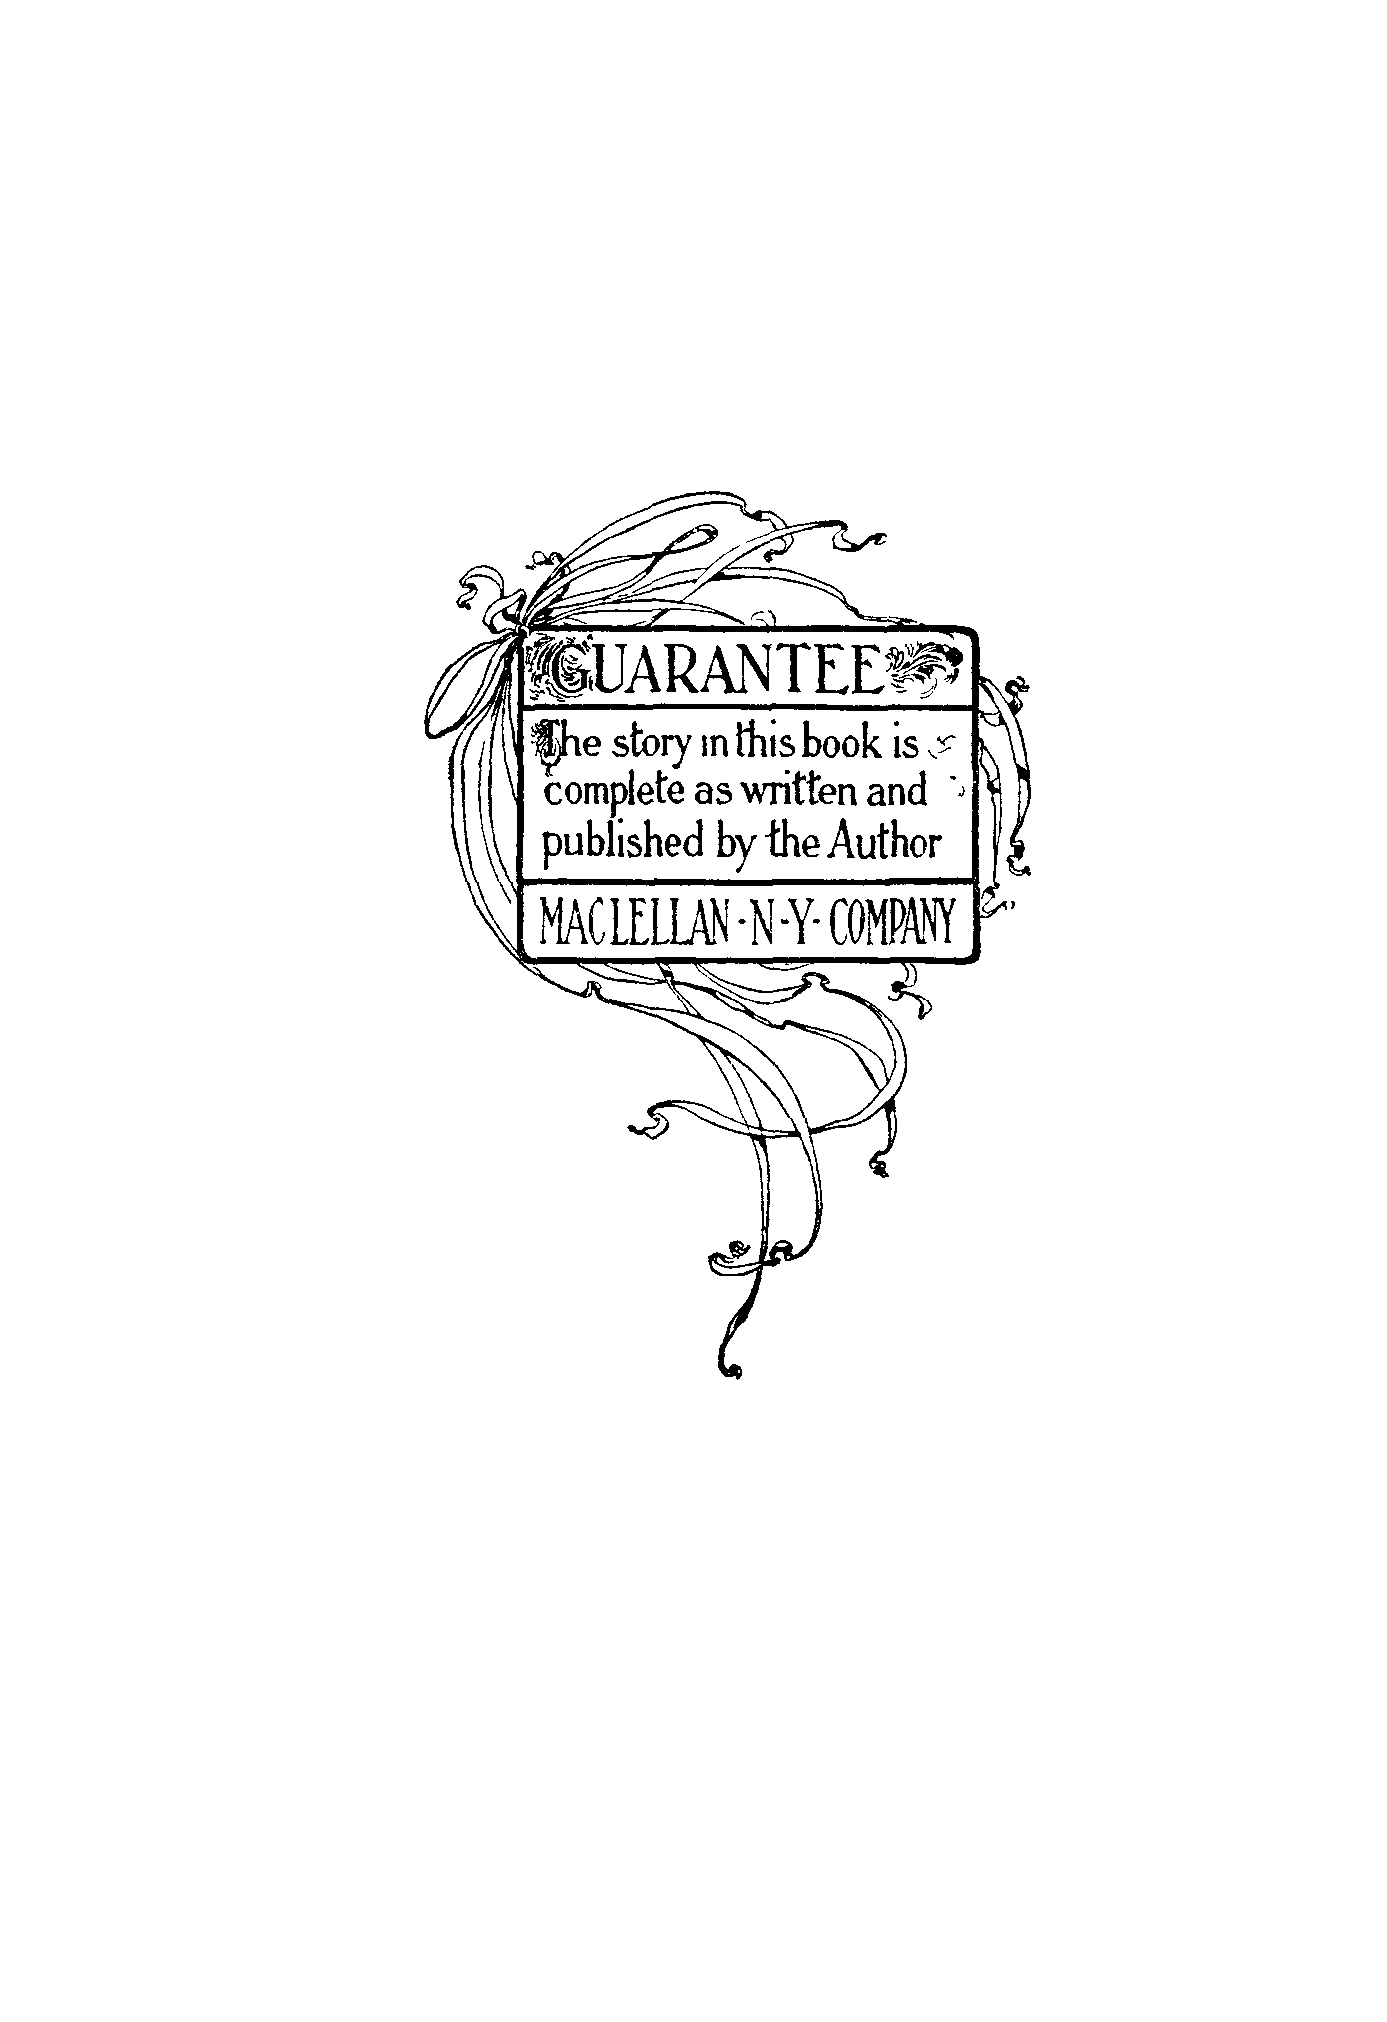 GUARANTEE
The story in this book is
complete as written and
published by the Author
MACLELLAN·N·Y·COMPANY